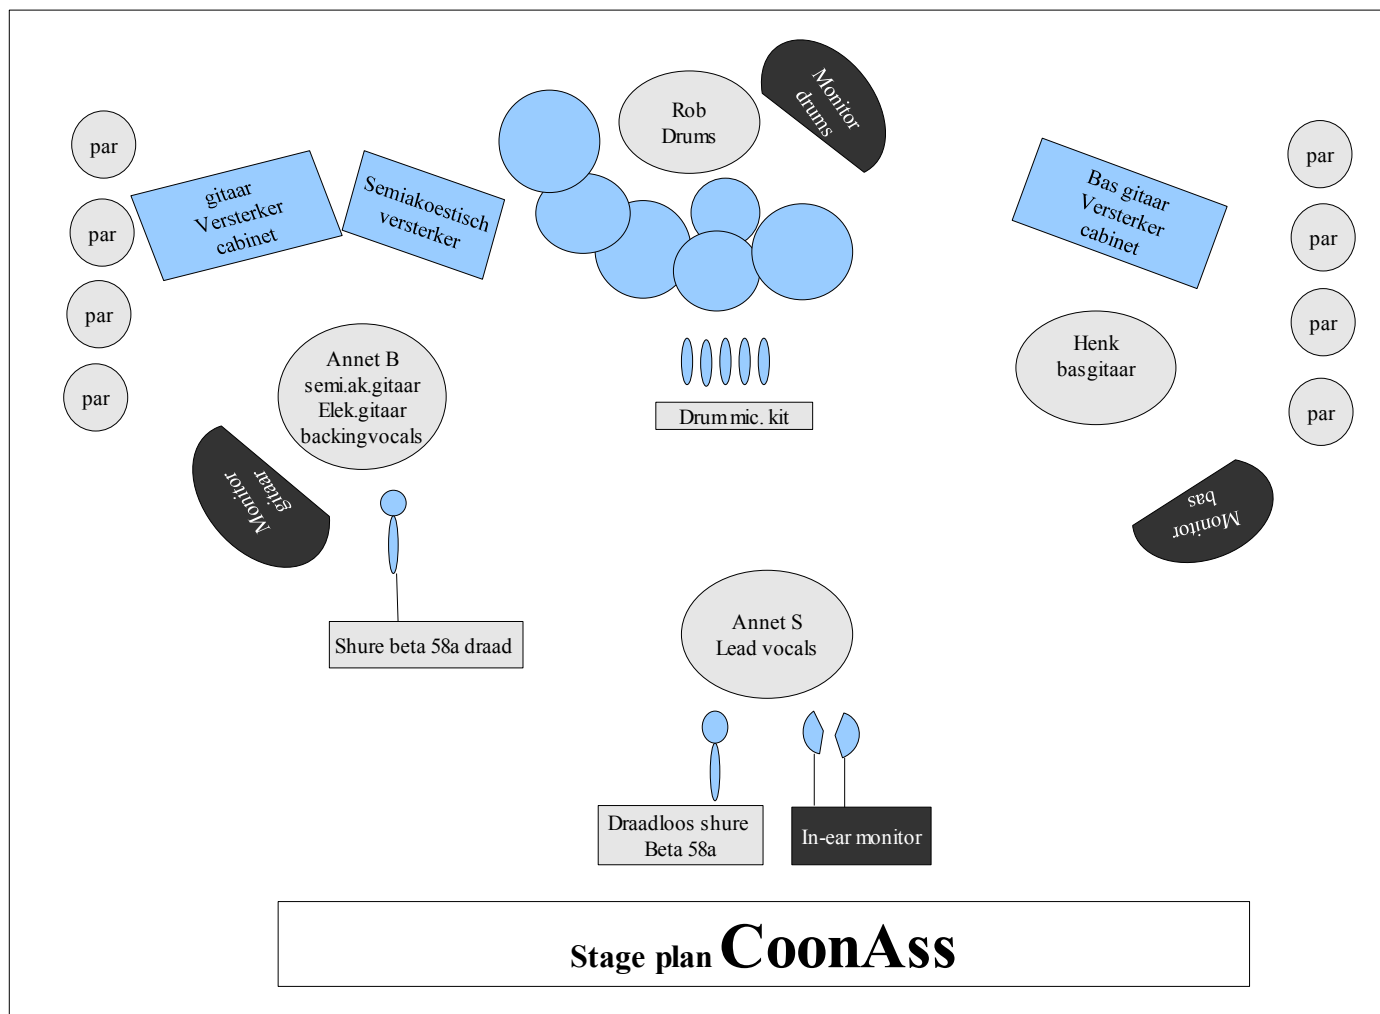 Rob
Drums
Monitor
drums
par
par
par
par
gitaar
Versterker
cabinet
Semiakoestisch
versterker
Bas gitaar
Versterker
cabinet
par
par
par
par
Annet B
semi.ak.gitaar
Elek.gitaar
backingvocals
Drum mic. kit
Henk
basgitaar
Monitor
gitaar
Monitor
bas
Shure beta 58a draad
Annet S
Lead vocals
Draadloos shure
Beta 58a
In-ear monitor
Stage plan CoonAss